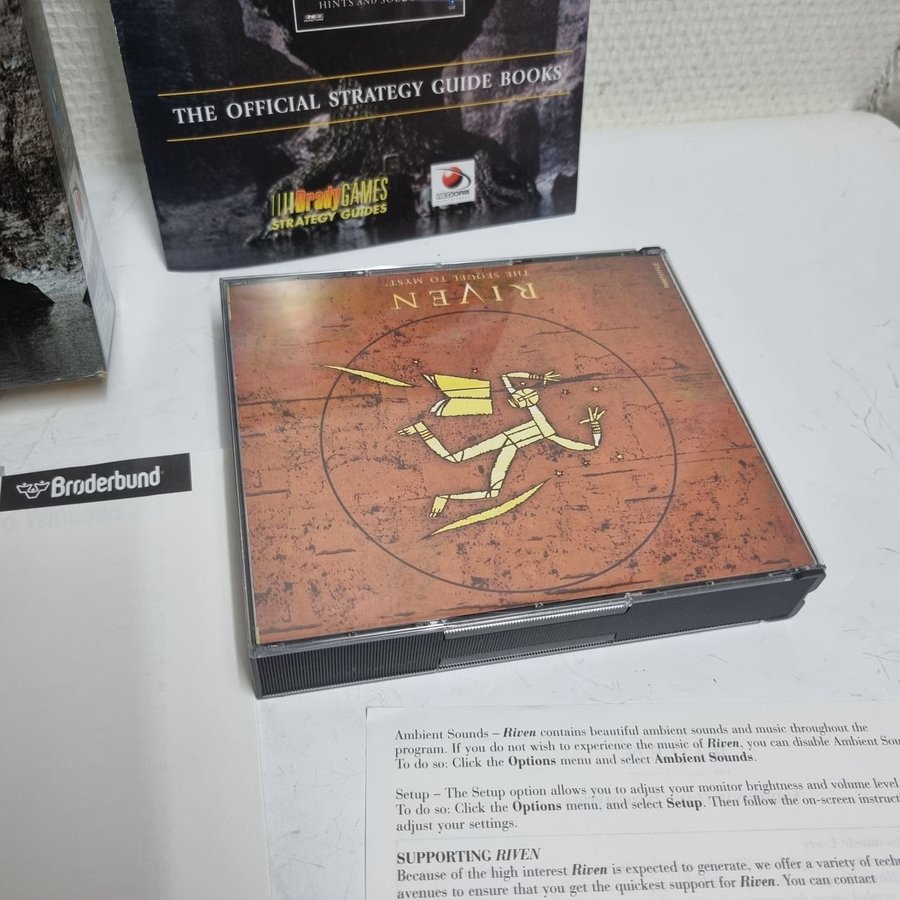 HINTS AND
THE OFFICIAL STRATEGY GUIDE BOOKS
BradyGAMES
STRATEGY GUIDES
RED ORB
RIVEN
THE SEQUEL TO MYST
Brøderbund
Ambient Sounds – Riven contains beautiful ambient sounds and music throughout the
program. If you do not wish to experience the music of Riven, you can disable Ambient Sou
To do so: Click the Options menu and select Ambient Sounds.
Setup – The Setup option allows you to adjust your monitor brightness and volume level
To do so: Click the Options menu, and select Setup. Then follow the on-screen instructi
adjust your settings.
SUPPORTING RIVEN
Because of the high interest Riven is expected to generate, we offer a variety of techn
avenues to ensure that you get the quickest support for Riven. You can contact